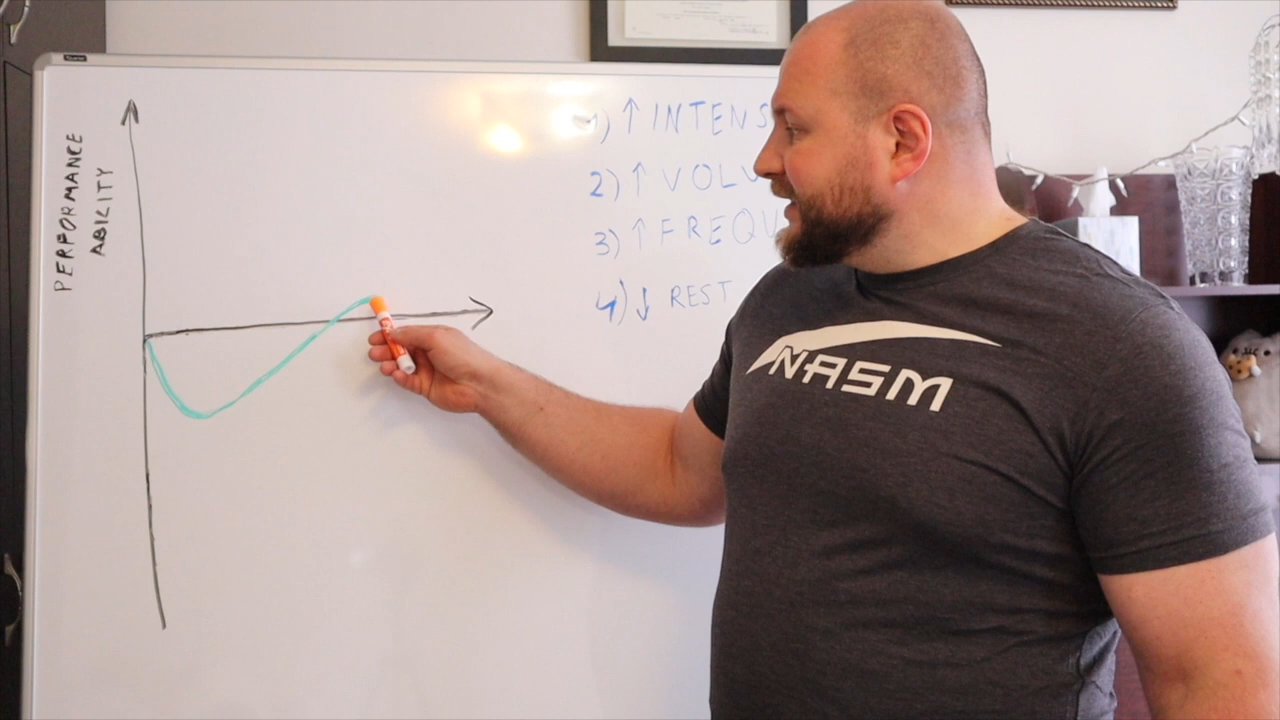 PERFORMANCE
ABILITY
1) ↑ INTENS
2) ↑ VOLU
3) ↑ FREQU
4) ↓ REST
NASM